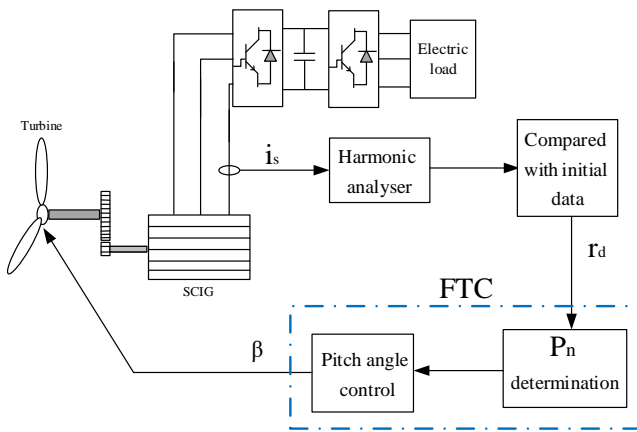 Electric
load
Turbine
is
Harmonic
analyser
Compared
with initial
data
SCIG
rd
FTC
β
Pitch angle
control
Pn
determination